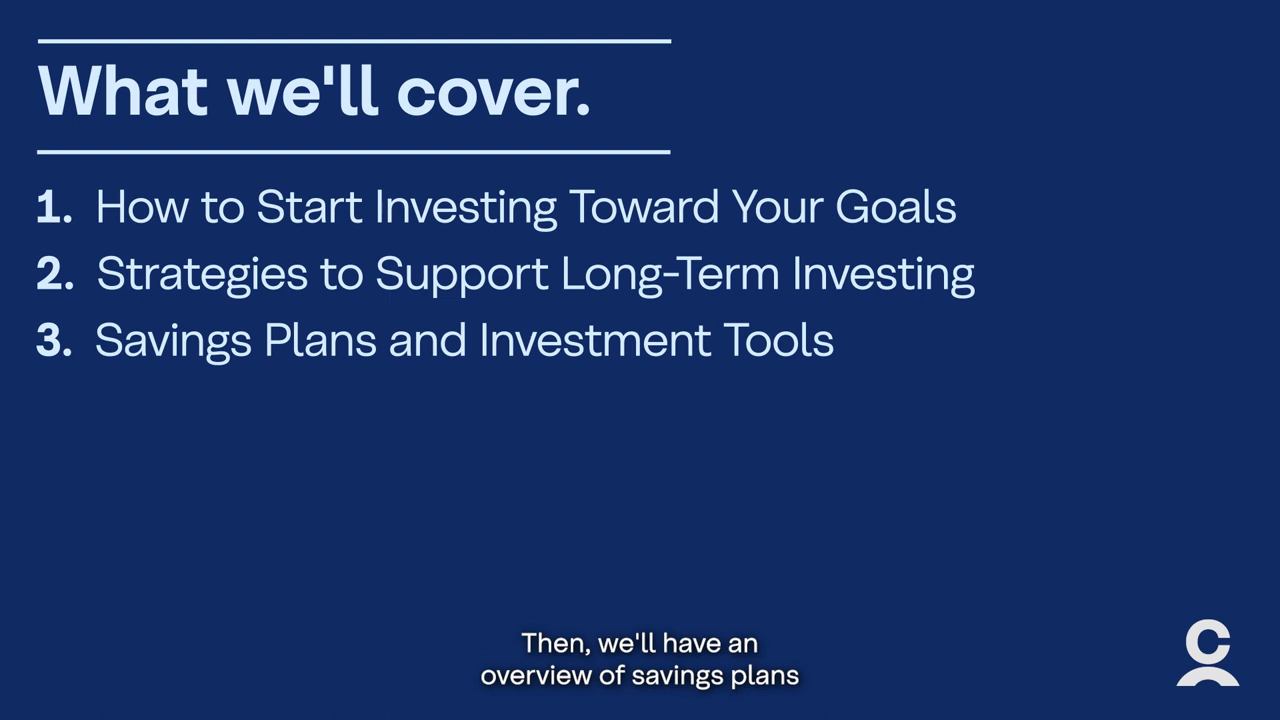 What we'll cover.
1. How to Start Investing Toward Your Goals
2. Strategies to Support Long-Term Investing
3. Savings Plans and Investment Tools
Then, we'll have an
overview of savings plans
C